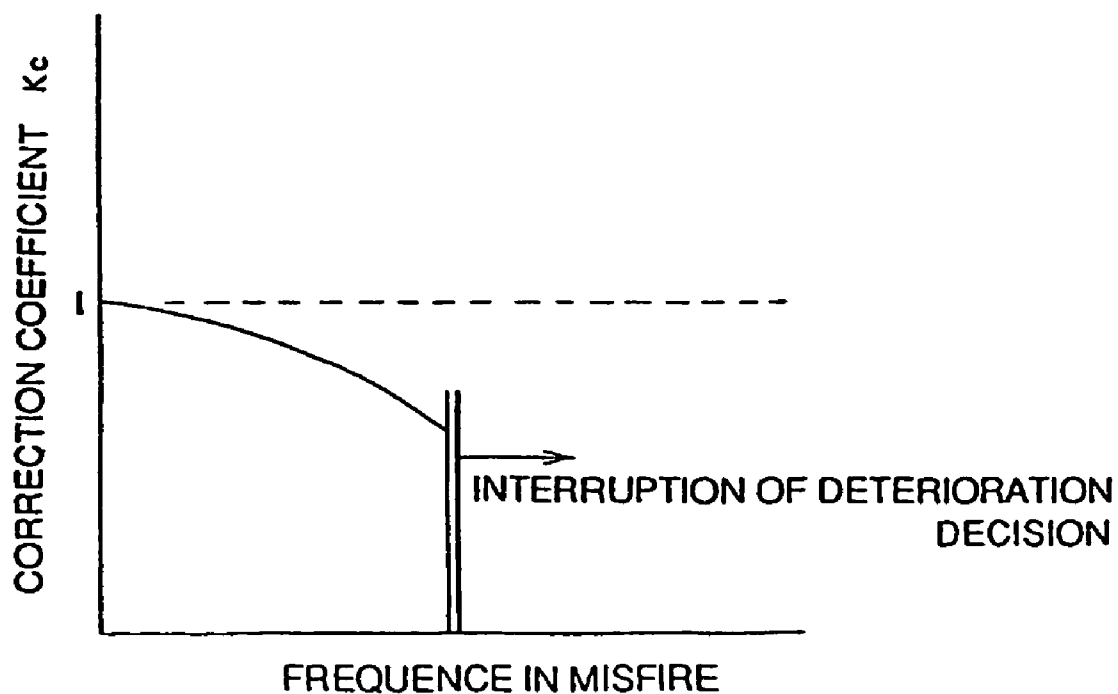 CORRECTION COEFFICIENT Kc
1
INTERRUPTION OF DETERIORATION
DECISION
FREQUENCE IN MISFIRE